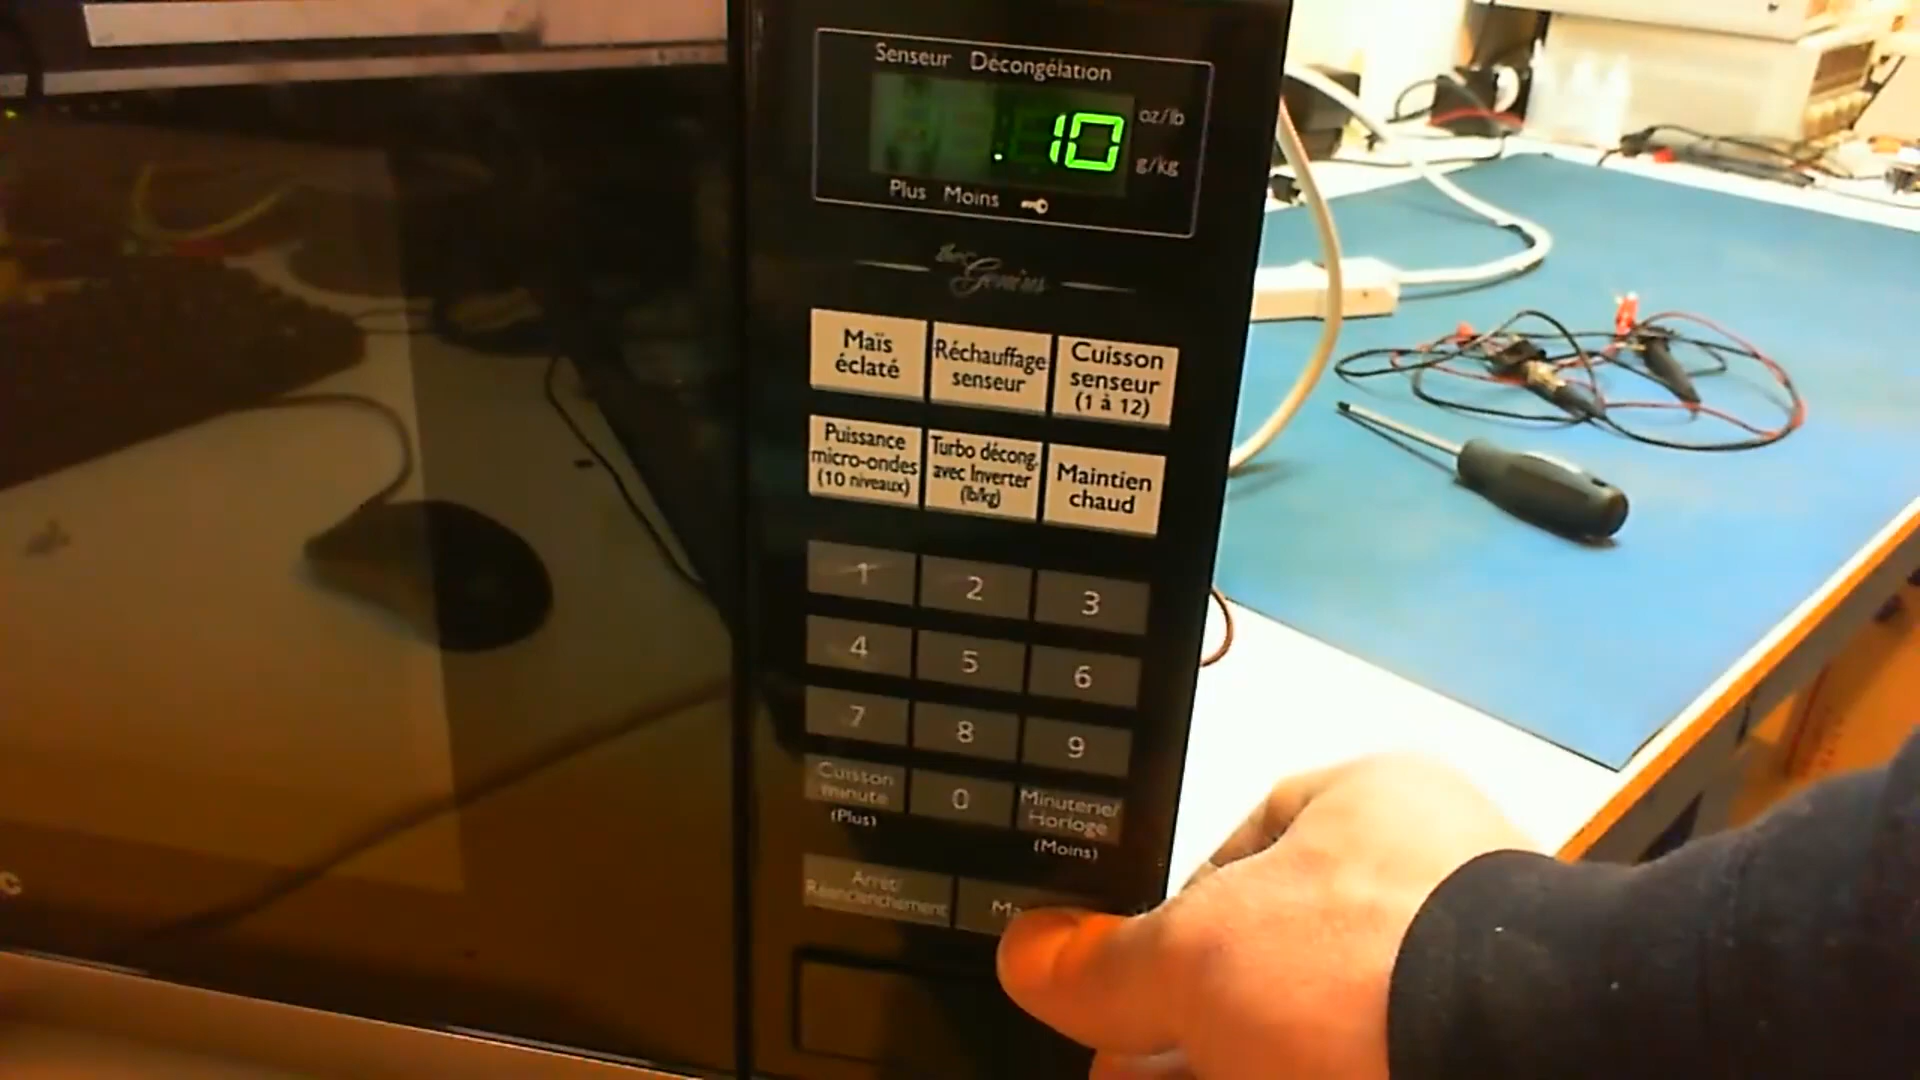 Senseur Décongélation
.10
oz/lb
g/kg
Plus Moins
Genius
Maïs
éclaté
Réchauffage
senseur
Cuisson
senseur
(1 à 12)
Puissance
micro-ondes
(10 niveaux)
Turbo décong.
avec Inverter
(lb/kg)
Maintien
chaud
1 2 3
4 5 6
7 8 9
Cuisson
minute
(Plus)
0
Minuterie/
Horloge
(Moins)
Arrêt/
Réenclenchement
Ma
C